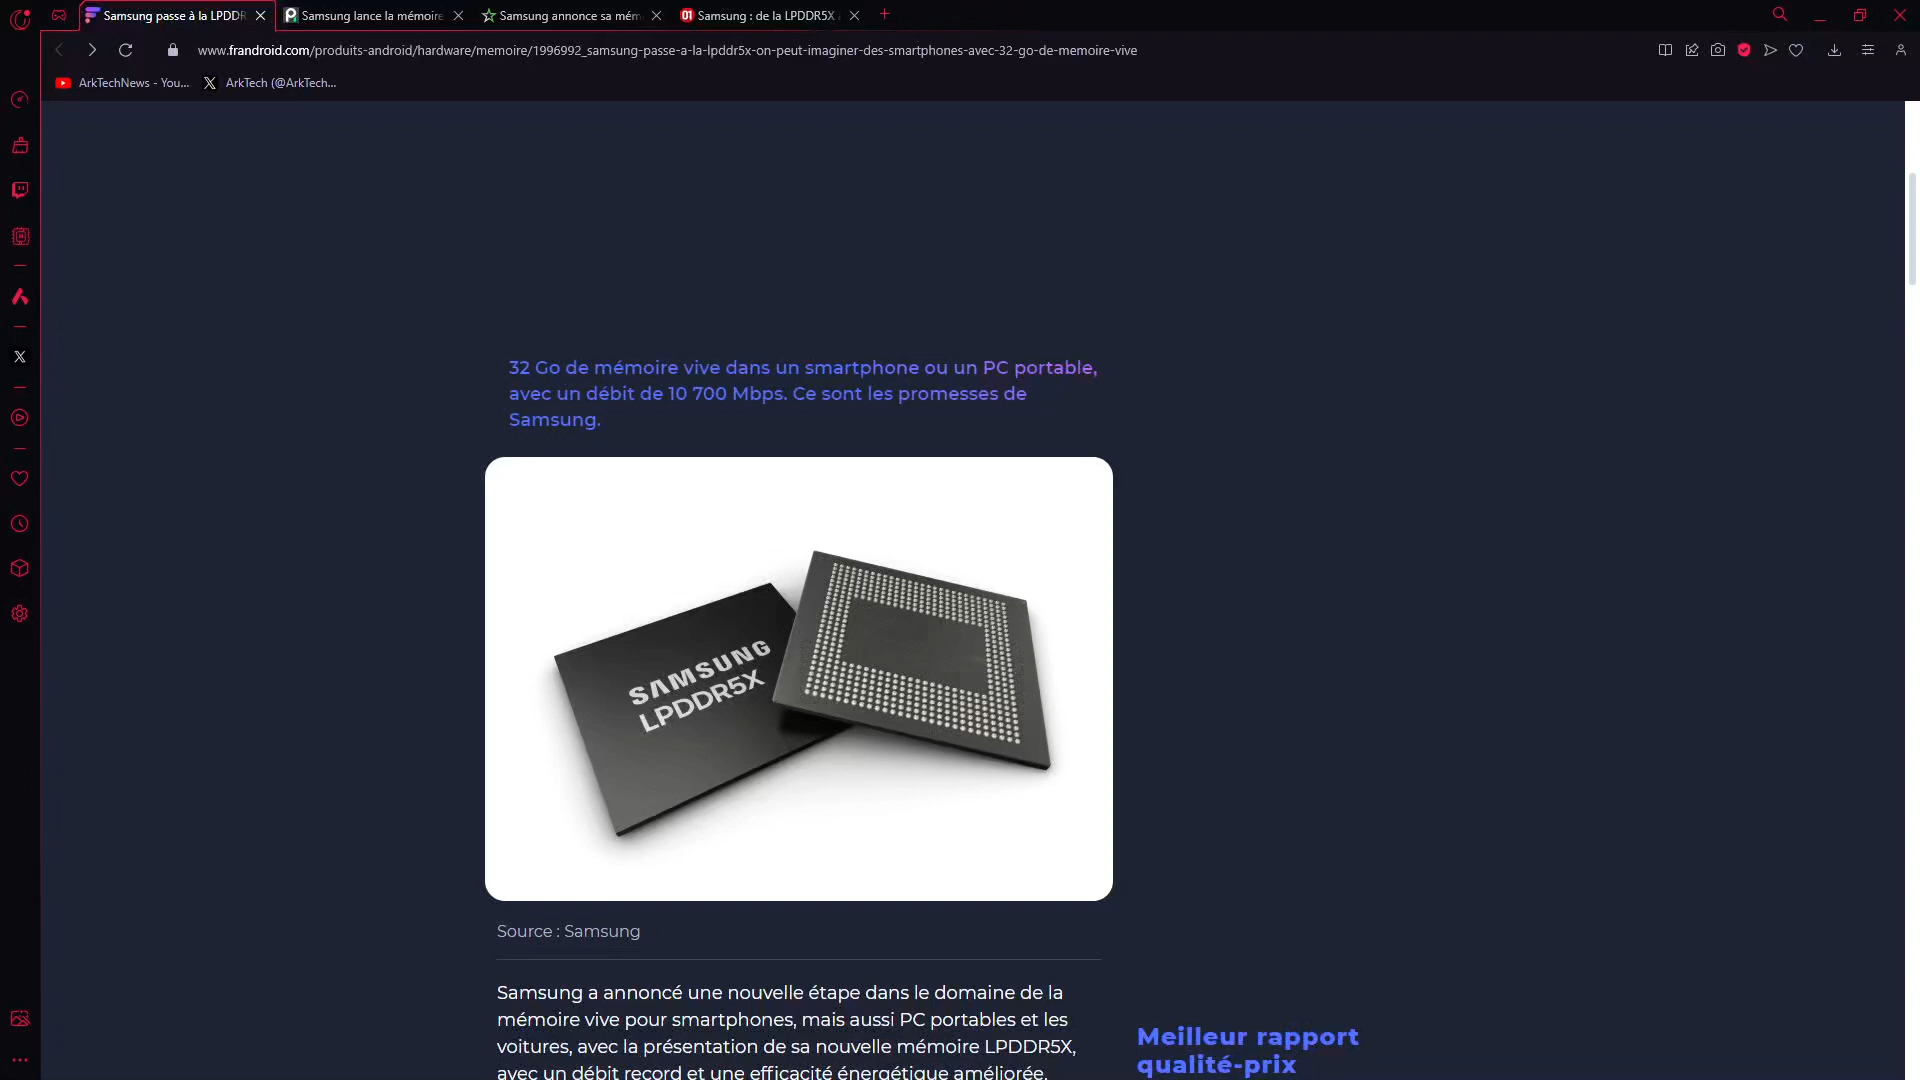 Samsung passe à la LPDDR
Samsung lance la mémoire
Samsung annonce sa mém
01
Samsung : de la LPDDR5X
www.frandroid.com/produits-android/hardware/memoire/1996992_samsung-passe-a-la-lpddr5x-on-peut-imaginer-des-smartphones-avec-32-go-de-memoire-vive
ArkTechNews - You...
ArkTech (@ArkTech...
32 Go de mémoire vive dans un smartphone ou un PC portable,
avec un débit de 10 700 Mbps. Ce sont les promesses de
Samsung.
SAMSUNG
LPDDR5X
Source : Samsung
Samsung a annoncé une nouvelle étape dans le domaine de la
mémoire vive pour smartphones, mais aussi PC portables et les
voitures, avec la présentation de sa nouvelle mémoire LPDDR5X,
avec un débit record et une efficacité énergétique améliorée.
Meilleur rapport
qualité-prix